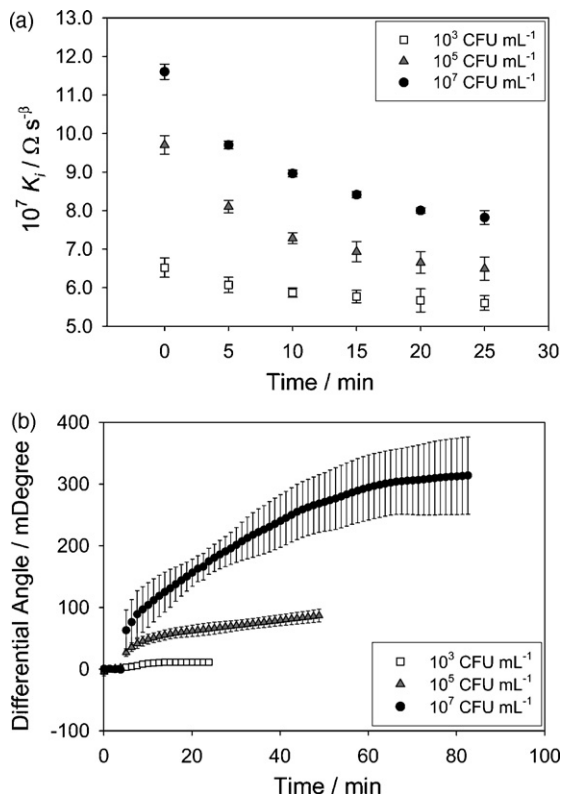 (a)
13.0
12.0
11.0
10.0
9.0
8.0
7.0
6.0
5.0
10⁷ Kᵢ / Ω s⁻ᵝ
10³ CFU mL⁻¹
10⁵ CFU mL⁻¹
10⁷ CFU mL⁻¹
0 5 10 15 20 25 30
Time / min
(b)
400
300
200
100
0
-100
Differential Angle / mDegree
10³ CFU mL⁻¹
10⁵ CFU mL⁻¹
10⁷ CFU mL⁻¹
0 20 40 60 80 100
Time / min